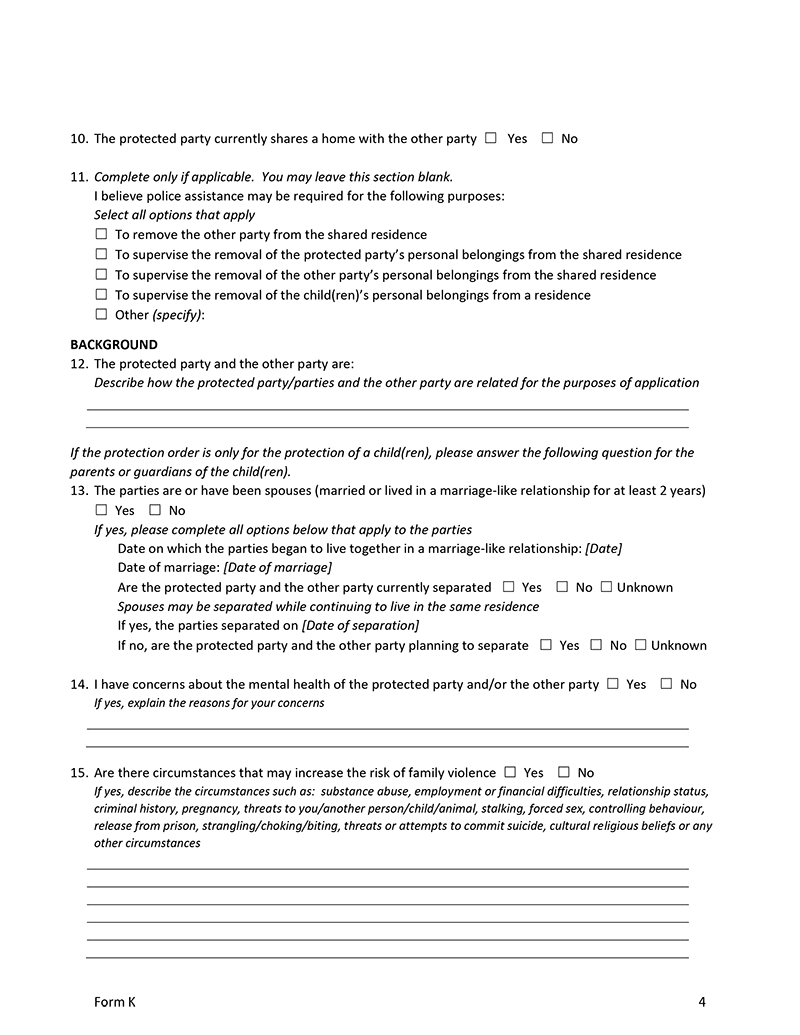 10. The protected party currently shares a home with the other party ☐ Yes ☐ No
11. Complete only if applicable. You may leave this section blank.
I believe police assistance may be required for the following purposes:
Select all options that apply
☐ To remove the other party from the shared residence
☐ To supervise the removal of the protected party's personal belongings from the shared residence
☐ To supervise the removal of the other party's personal belongings from the shared residence
☐ To supervise the removal of the child(ren)'s personal belongings from a residence
☐ Other (specify):
BACKGROUND
12. The protected party and the other party are:
Describe how the protected party/parties and the other party are related for the purposes of application
If the protection order is only for the protection of a child(ren), please answer the following question for the
parents or guardians of the child(ren).
13. The parties are or have been spouses (married or lived in a marriage-like relationship for at least 2 years)
☐ Yes ☐ No
If yes, please complete all options below that apply to the parties
Date on which the parties began to live together in a marriage-like relationship: [Date]
Date of marriage: [Date of marriage]
Are the protected party and the other party currently separated ☐ Yes ☐ No ☐ Unknown
Spouses may be separated while continuing to live in the same residence
If yes, the parties separated on [Date of separation]
If no, are the protected party and the other party planning to separate ☐ Yes ☐ No ☐ Unknown
14. I have concerns about the mental health of the protected party and/or the other party ☐ Yes ☐ No
If yes, explain the reasons for your concerns
15. Are there circumstances that may increase the risk of family violence ☐ Yes ☐ No
If yes, describe the circumstances such as: substance abuse, employment or financial difficulties, relationship status,
criminal history, pregnancy, threats to you/another person/child/animal, stalking, forced sex, controlling behaviour,
release from prison, strangling/choking/biting, threats or attempts to commit suicide, cultural religious beliefs or any
other circumstances
Form K 4